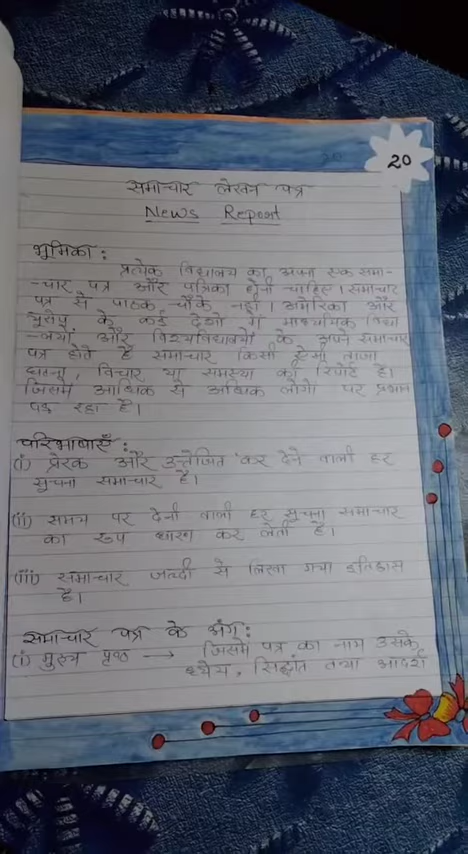 20
समाचार लेखन पत्र
News Report
भूमिका :
प्रत्येक विद्यालय का अपना एक समा-
-चार पत्र और पत्रिका होनी चाहिए। समाचार
पत्र से पाठक चौंके नहीं। अमेरिका और
यूरोप के कई देशों में माध्यमिक विद्या
-लयों और विश्वविद्यालयों के अपने समाचार
पत्र होते हैं समाचार किसी ऐसी ताजा
घटना, विचार या समस्या की रिपोर्ट है।
जिसमें अधिक से अधिक लोगों पर प्रभाव
पड़ रहा है।
परिभाषाएँ :
(i) प्रेरक और उत्तेजित कर देने वाली हर
सुचना समाचार है।
(ii) समय पर देनी वाली हर सुचना समाचार
का रूप धारण कर लेती है।
(iii) समाचार जल्दी से लिखा गया इतिहास
है।
समाचार पत्र के अंग :
(i) मुख्य पृष्ठ → जिसमें पत्र का नाम उसके
ध्येय, सिद्धांत तथा आदर्श